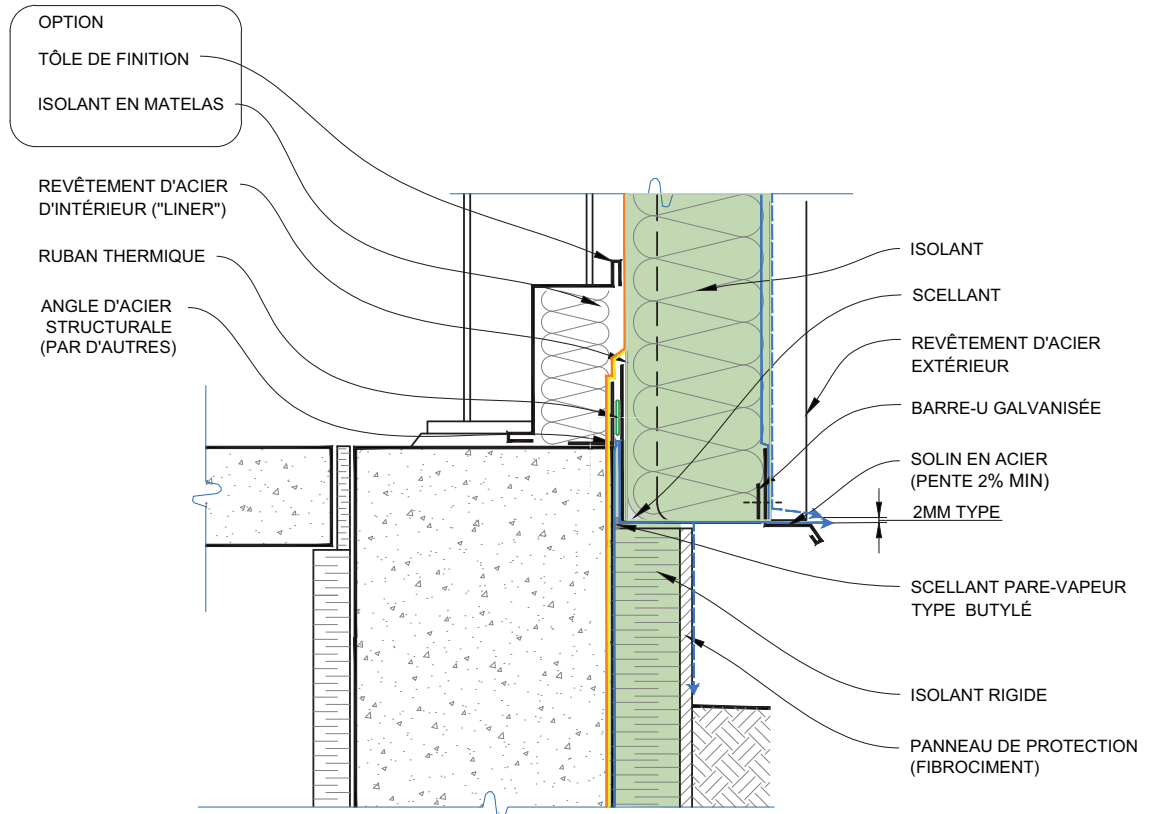 OPTION
TÔLE DE FINITION
ISOLANT EN MATELAS
REVÊTEMENT D'ACIER
D'INTÉRIEUR ("LINER")
RUBAN THERMIQUE
ANGLE D'ACIER
STRUCTURALE
(PAR D'AUTRES)
ISOLANT
SCELLANT
REVÊTEMENT D'ACIER
EXTÉRIEUR
BARRE-U GALVANISÉE
SOLIN EN ACIER
(PENTE 2% MIN)
2MM TYPE
SCELLANT PARE-VAPEUR
TYPE BUTYLÉ
ISOLANT RIGIDE
PANNEAU DE PROTECTION
(FIBROCIMENT)